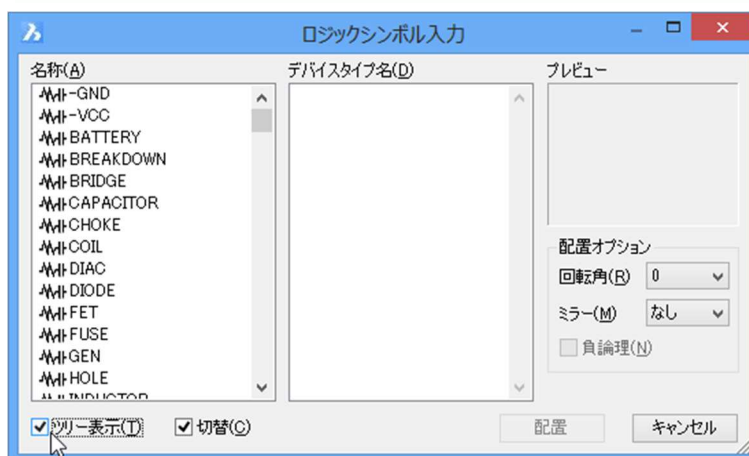 ロジックシンボル入力
名称(A)
デバイスタイプ名(D)
プレビュー
-GND
-VCC
BATTERY
BREAKDOWN
BRIDGE
CAPACITOR
CHOKE
COIL
DIAC
DIODE
FET
FUSE
GEN
HOLE
INDUCTOR
配置オプション
回転角(R) 0
ミラー(M) なし
負論理(N)
ツリー表示(T)
切替(C)
配置
キャンセル